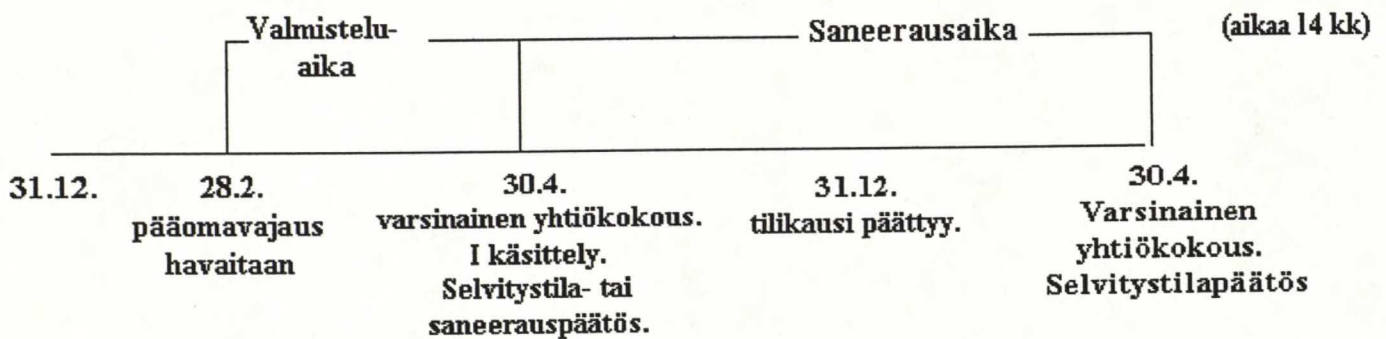 Valmistelu-
aika
Saneerausaika
(aikaa 14 kk)
31.12.
28.2.
pääomavajaus
havaitaan
30.4.
varsinainen yhtiökokous.
I käsittely.
Selvitystila- tai
saneerauspäätös.
31.12.
tilikausi päättyy.
30.4.
Varsinainen
yhtiökokous.
Selvitystilapäätös